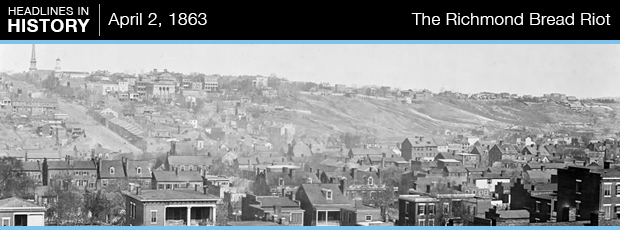 HEADLINES IN
HISTORY
April 2, 1863
The Richmond Bread Riot